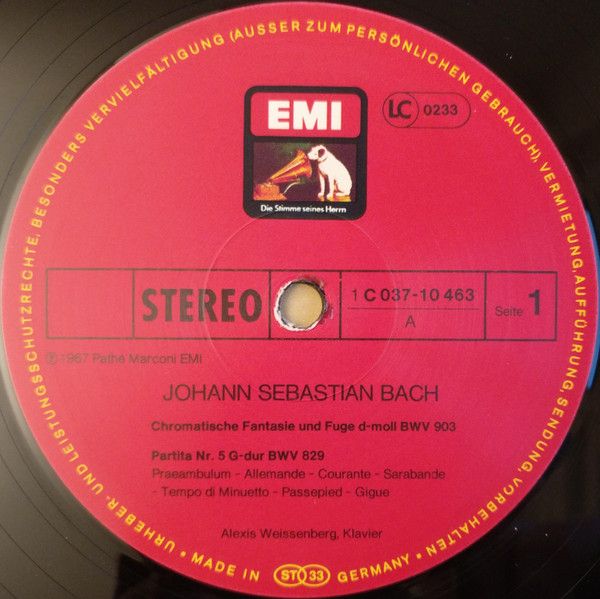 URHEBER- UND LEISTUNGSSCHUTZRECHTE, BESONDERS VERVIELFÄLTIGUNG (AUSSER ZUM PERSÖNLICHEN GEBRAUCH), VERMIETUNG, AUFFÜHRUNG, SENDUNG, VORBEHALTEN
EMI
LC 0233
Die Stimme seines Herrn
STEREO
1 C 037-10 463
A
Seite 1
Ⓟ 1967 Pathé Marconi EMI
JOHANN SEBASTIAN BACH
Chromatische Fantasie und Fuge d-moll BWV 903
Partita Nr. 5 G-dur BWV 829
Praeambulum - Allemande - Courante - Sarabande
- Tempo di Minuetto - Passepied - Gigue
Alexis Weissenberg, Klavier
• MADE IN ST 33 GERMANY •